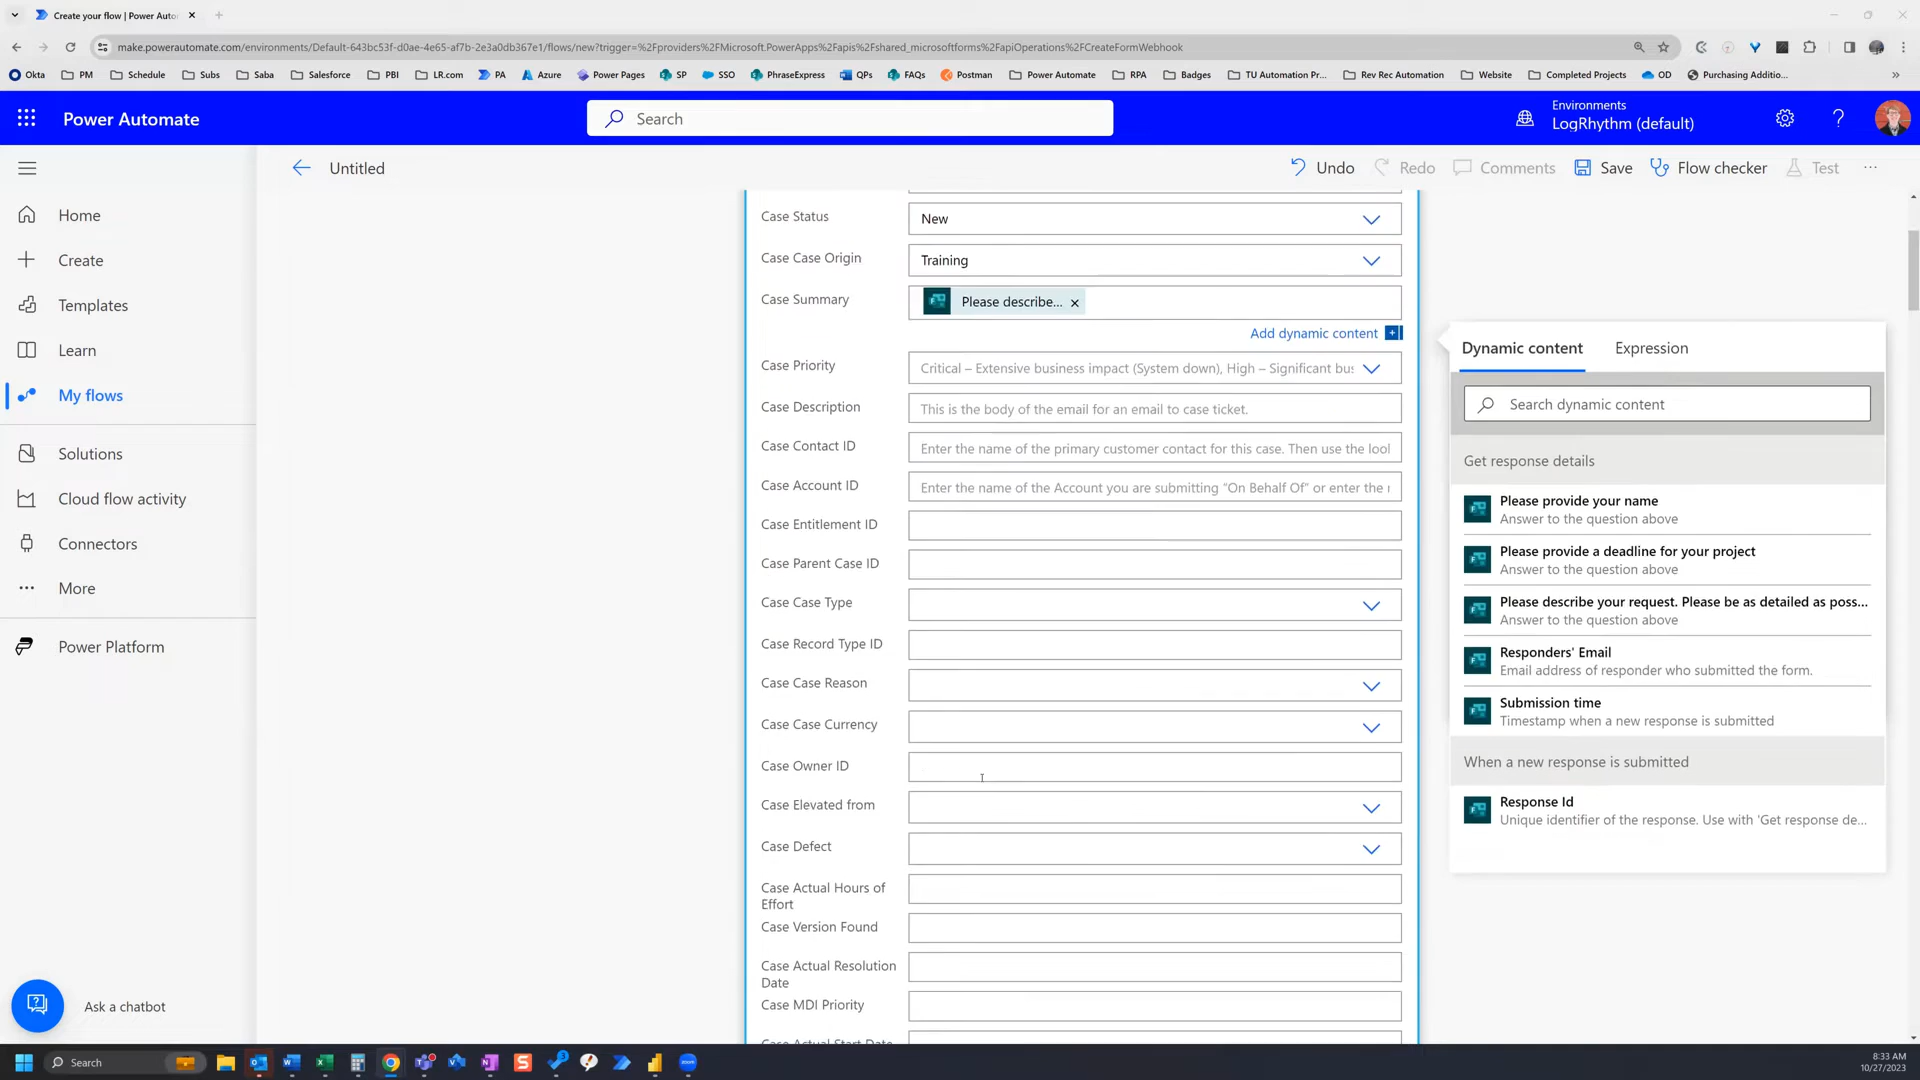 Create your flow | Power Auto
make.powerautomate.com/environments/Default-643bc53f-d0ae-4e65-af7b-2e3a0db367e1/flows/new?trigger=%2Fproviders%2FMicrosoft.PowerApps%2Fapis%2Fshared_microsoftforms%2FapiOperations%2FCreateFormWebhook
Okta PM Schedule Subs Saba Salesforce PBI LR.com PA Azure Power Pages SP SSO PhraseExpress QPs FAQs Postman Power Automate RPA Badges TU Automation Pr... Rev Rec Automation Website Completed Projects OD Purchasing Additio... »
Power Automate
Search
Environments
LogRhythm (default)
Untitled
Undo Redo Comments Save Flow checker Test ...
Home
Create
Templates
Learn
My flows
Solutions
Cloud flow activity
Connectors
More
Power Platform
Ask a chatbot
Case Status
New
Case Case Origin
Training
Case Summary
Please describe... ×
Add dynamic content
Case Priority
Critical – Extensive business impact (System down), High – Significant bus
Case Description
This is the body of the email for an email to case ticket.
Case Contact ID
Enter the name of the primary customer contact for this case. Then use the lool
Case Account ID
Enter the name of the Account you are submitting "On Behalf Of" or enter the
Case Entitlement ID
Case Parent Case ID
Case Case Type
Case Record Type ID
Case Case Reason
Case Case Currency
Case Owner ID
Case Elevated from
Case Defect
Case Actual Hours of
Effort
Case Version Found
Case Actual Resolution
Date
Case MDI Priority
Case Actual Start Date
Dynamic content Expression
Search dynamic content
Get response details
Please provide your name
Answer to the question above
Please provide a deadline for your project
Answer to the question above
Please describe your request. Please be as detailed as poss...
Answer to the question above
Responders' Email
Email address of responder who submitted the form.
Submission time
Timestamp when a new response is submitted
When a new response is submitted
Response Id
Unique identifier of the response. Use with 'Get response de...
Search
8:33 AM
10/27/2023